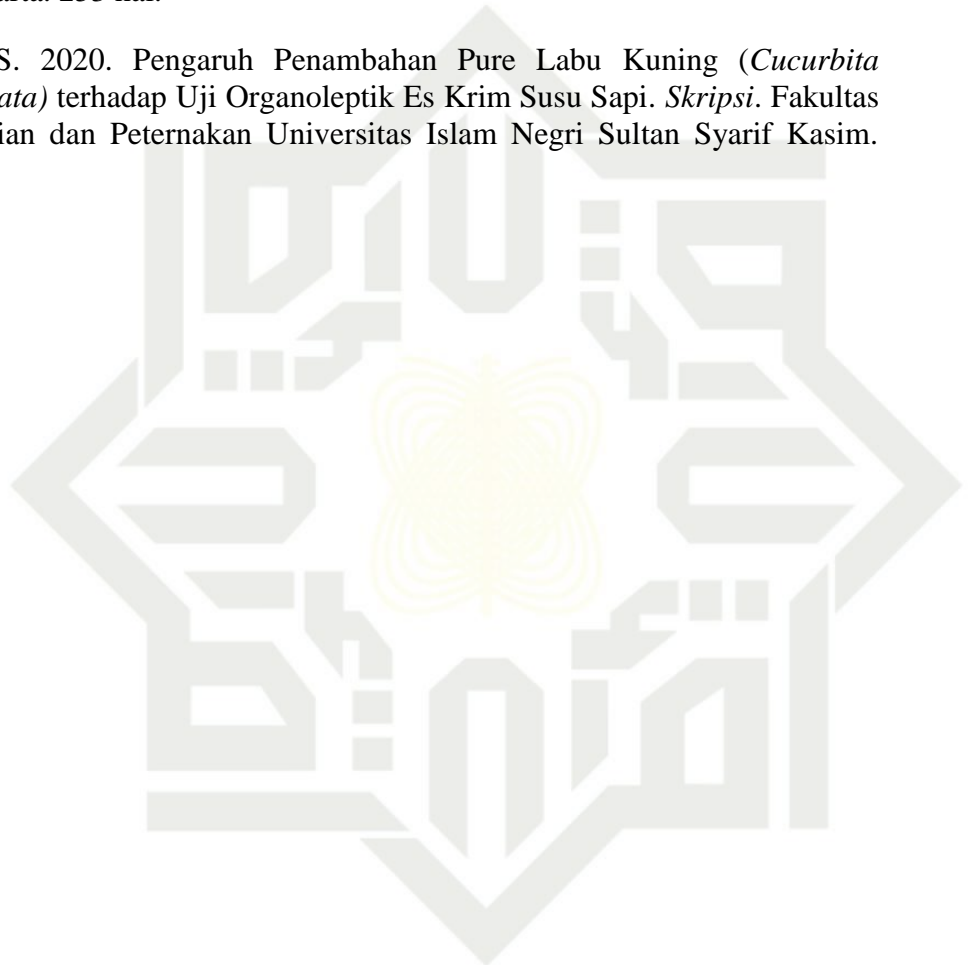 S. 2020. Pengaruh Penambahan Pure Labu Kuning (Cucurbita
ata) terhadap Uji Organoleptik Es Krim Susu Sapi. Skripsi. Fakultas
ian dan Peternakan Universitas Islam Negri Sultan Syarif Kasim.